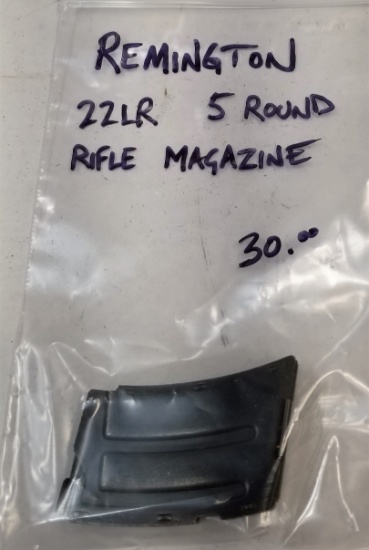 REMINGTON
22LR 5 ROUND
RIFLE MAGAZINE
30.00